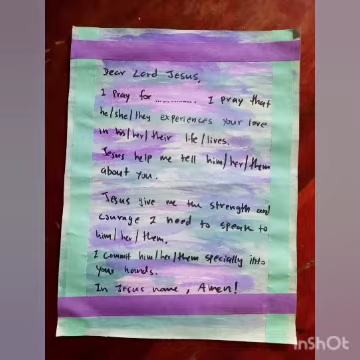 Dear Lord Jesus,
I pray for ............. I pray that
he/she/they experiences your love
in his/her/their life/lives.
Jesus help me tell him/her/them
about you.
Jesus give me the strength and
courage I need to speak to
him/her/them.
I commit him/her/them specially into
your hands.
In Jesus name, Amen!
InShOt